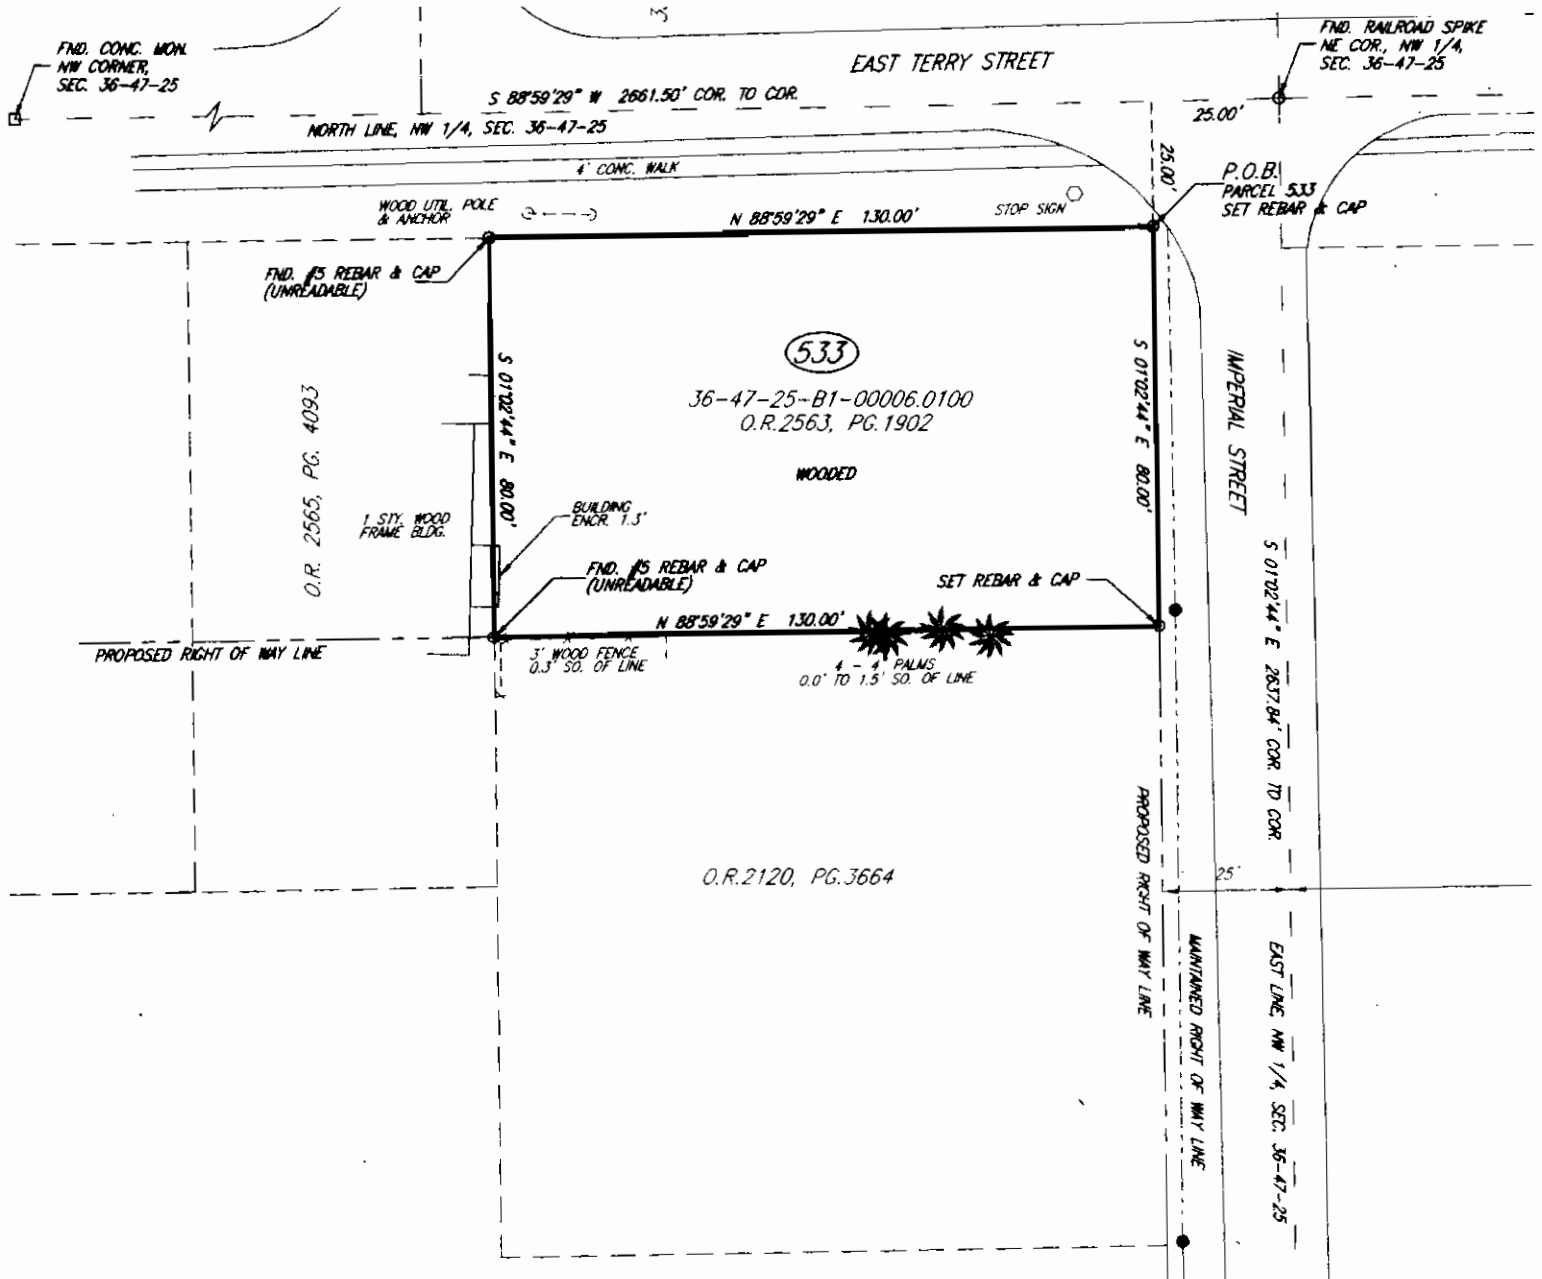 FND. CONC. MON.
NW CORNER,
SEC. 36-47-25
EAST TERRY STREET
FND. RAILROAD SPIKE
NE COR., NW 1/4,
SEC. 36-47-25
S 88°59'29" W 2661.50' COR. TO COR.
25.00'
NORTH LINE, NW 1/4, SEC. 36-47-25
4' CONC. WALK
25.00'
P.O.B.
PARCEL 533
SET REBAR & CAP
WOOD UTIL. POLE
& ANCHOR
STOP SIGN
N 88°59'29" E 130.00'
FND. #5 REBAR & CAP
(UNREADABLE)
533
36-47-25-B1-00006.0100
O.R.2563, PG.1902
WOODED
S 01°02'44" E 80.00'
S 01°02'44" E 80.00'
IMPERIAL STREET
O.R. 2565, PG. 4093
1 STY. WOOD
FRAME BLDG.
BUILDING
ENCR. 1.3'
FND. #5 REBAR & CAP
(UNREADABLE)
SET REBAR & CAP
S 01°02'44" E 2637.84' COR. TO COR.
N 88°59'29" E 130.00'
PROPOSED RIGHT OF WAY LINE
3' WOOD FENCE
0.3' SO. OF LINE
4 - 4' PALMS
0.0' TO 1.5' SO. OF LINE
PROPOSED RIGHT OF WAY LINE
O.R.2120, PG.3664
25'
MAINTAINED RIGHT OF WAY LINE
EAST LINE, NW 1/4, SEC. 36-47-25